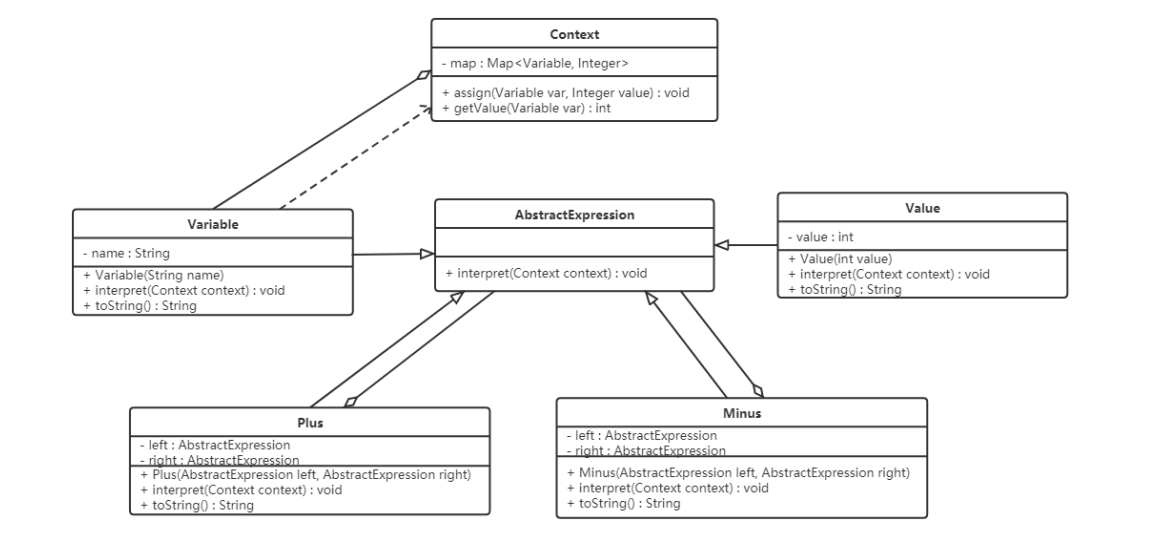 Context
- map : Map<Variable, Integer>
+ assign(Variable var, Integer value) : void
+ getValue(Variable var) : int
Variable
- name : String
+ Variable(String name)
+ interpret(Context context) : void
+ toString() : String
AbstractExpression
+ interpret(Context context) : void
Value
- value : int
+ Value(int value)
+ interpret(Context context) : void
+ toString() : String
Plus
- left : AbstractExpression
- right : AbstractExpression
+ Plus(AbstractExpression left, AbstractExpression right)
+ interpret(Context context) : void
+ toString() : String
Minus
- left : AbstractExpression
- right : AbstractExpression
+ Minus(AbstractExpression left, AbstractExpression right)
+ interpret(Context context) : void
+ toString() : String